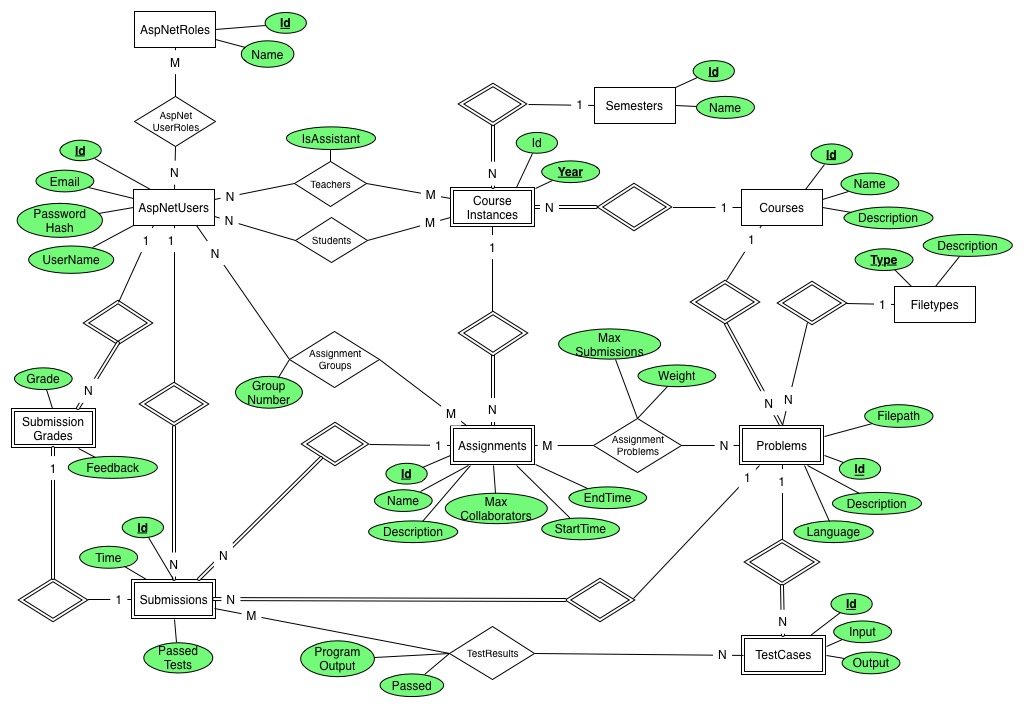 AspNetRoles
Id
Name
M
AspNet
UserRoles
N
Id
Email
Password
Hash
UserName
AspNetUsers
IsAssistant
N
Teachers
M
N
Students
M
1
Semesters
Id
Name
N
Id
Year
Course
Instances
N
1
Courses
Id
Name
Description
Type
Description
1
Filetypes
1
1
N
1
1
N
N
N
Assignment
Groups
Group
Number
M
N
Max
Submissions
Weight
Grade
Submission
Grades
Feedback
1
1
Assignments
M
Assignment
Problems
N
Problems
Filepath
Id
Description
Language
Id
Name
Description
Max
Collaborators
StartTime
EndTime
1
1
Id
Time
N
N
1
Submissions
N
M
Passed
Tests
Program
Output
Passed
TestResults
N
N
TestCases
Id
Input
Output